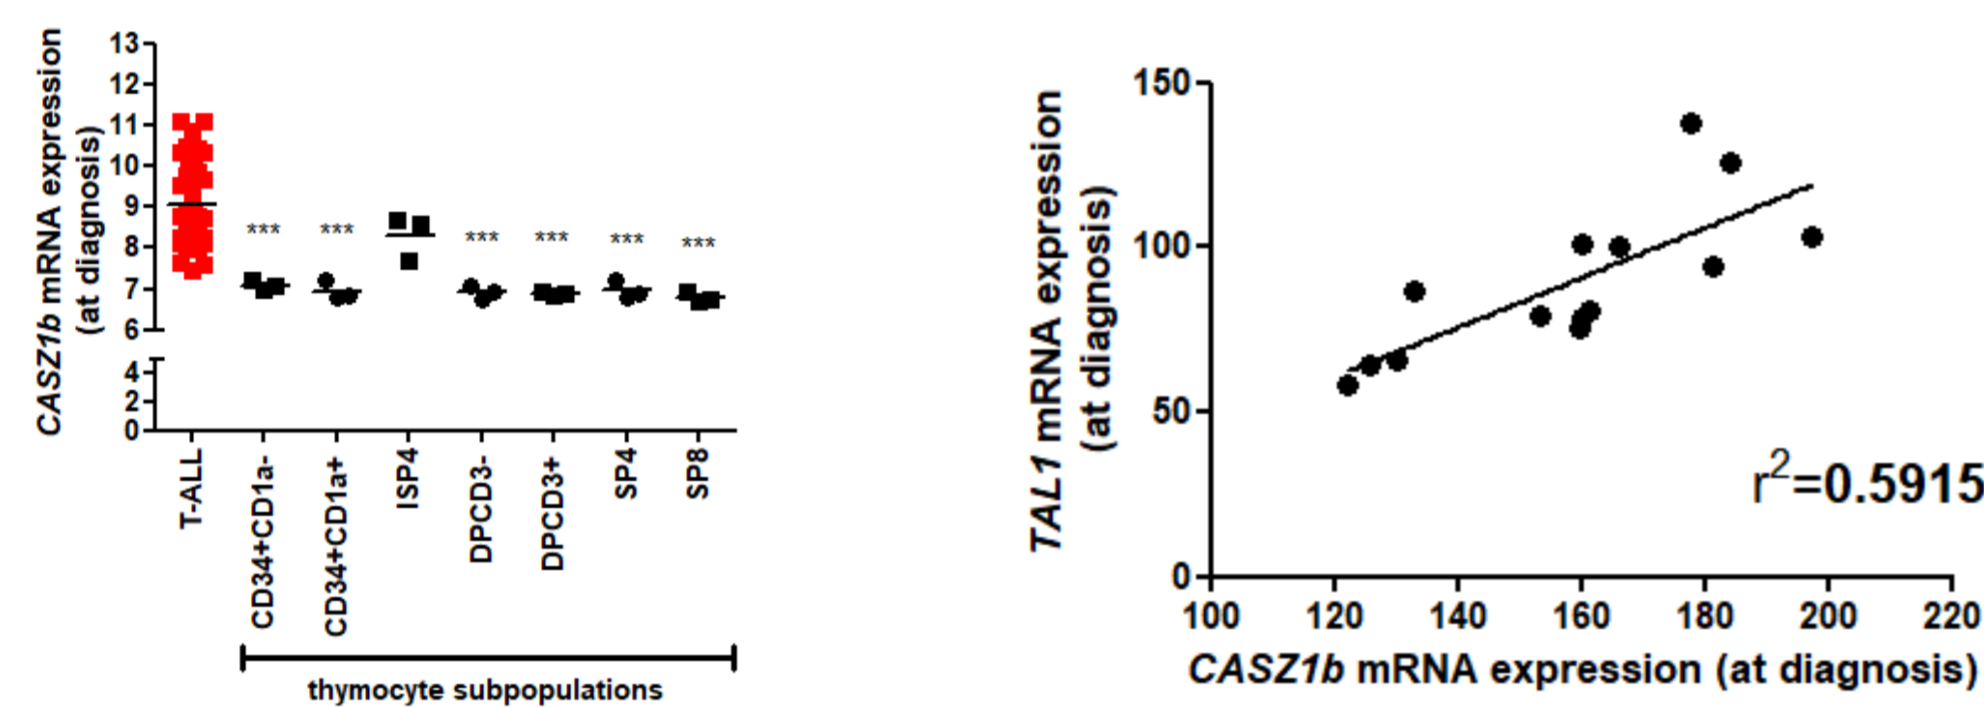 CASZ1b mRNA expression
(at diagnosis)
13
12
11
10
9
8
7
6
4
2
0
***
***
***
***
***
***
T-ALL
CD34+CD1a-
CD34+CD1a+
ISP4
DPCD3-
DPCD3+
SP4
SP8
thymocyte subpopulations
TAL1 mRNA expression
(at diagnosis)
150
100
50
0
r²=0.5915
100 120 140 160 180 200 220
CASZ1b mRNA expression (at diagnosis)